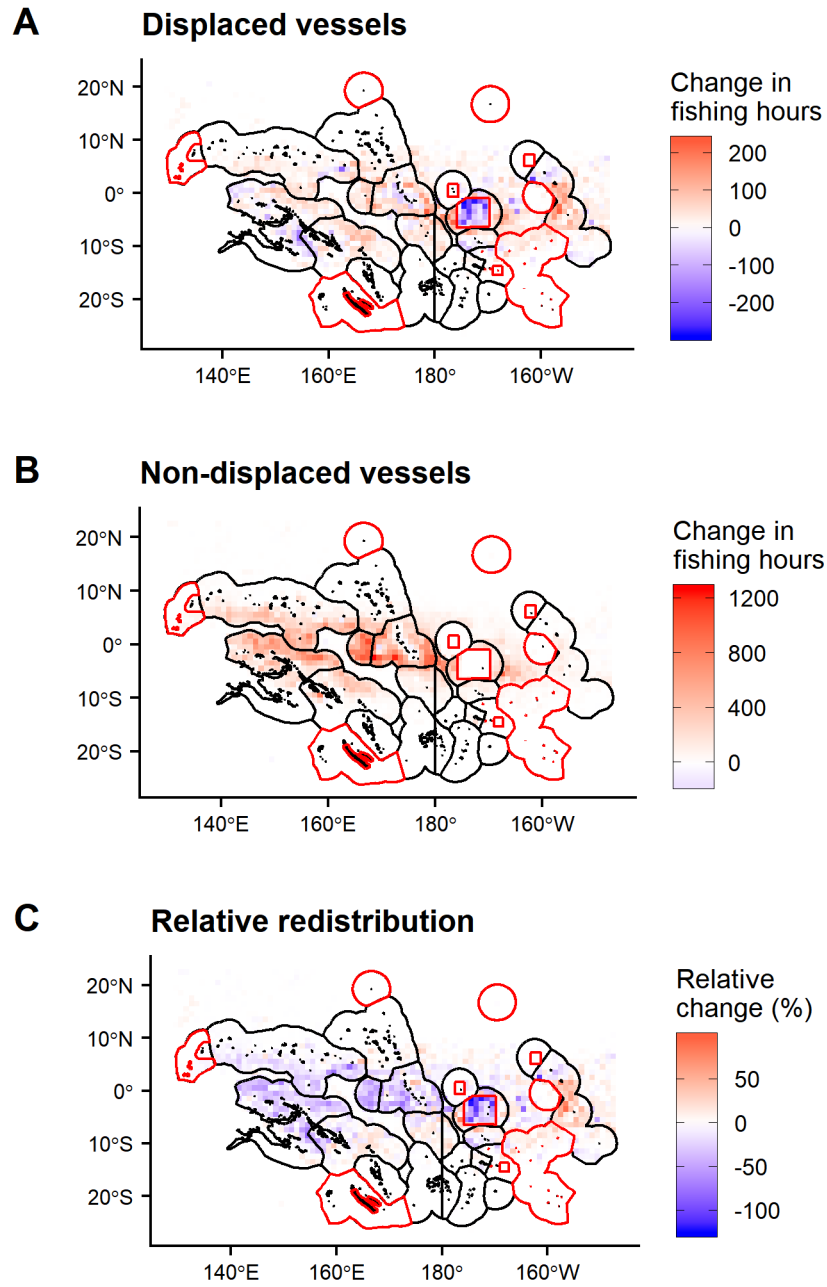 A
Displaced vessels
20°N
10°N
0°
10°S
20°S
140°E
160°E
180°
160°W
Change in
fishing hours
200
100
0
-100
-200
B
Non-displaced vessels
20°N
10°N
0°
10°S
20°S
140°E
160°E
180°
160°W
Change in
fishing hours
1200
800
400
0
C
Relative redistribution
20°N
10°N
0°
10°S
20°S
140°E
160°E
180°
160°W
Relative
change (%)
50
0
-50
-100